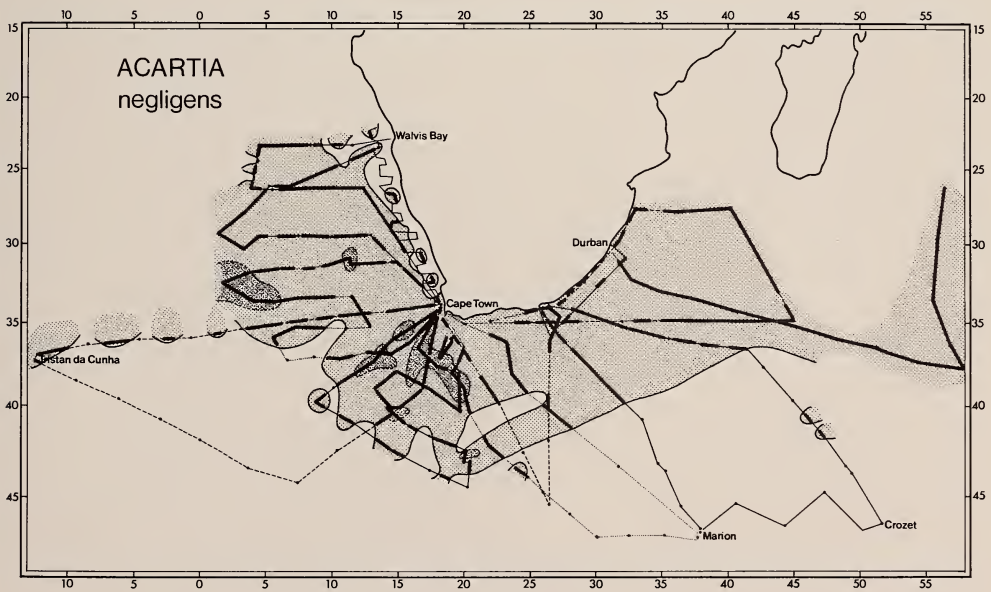 10 5 0 5 10 15 20 25 30 35 40 45 50 55
15 15
ACARTIA
negligens
20 20
Walvis Bay
25 25
30 30
Durban
Cape Town
35 35
Tristan da Cunha
40 40
45 45
Crozet
Marion
10 5 0 5 10 15 20 25 30 35 40 45 50 55